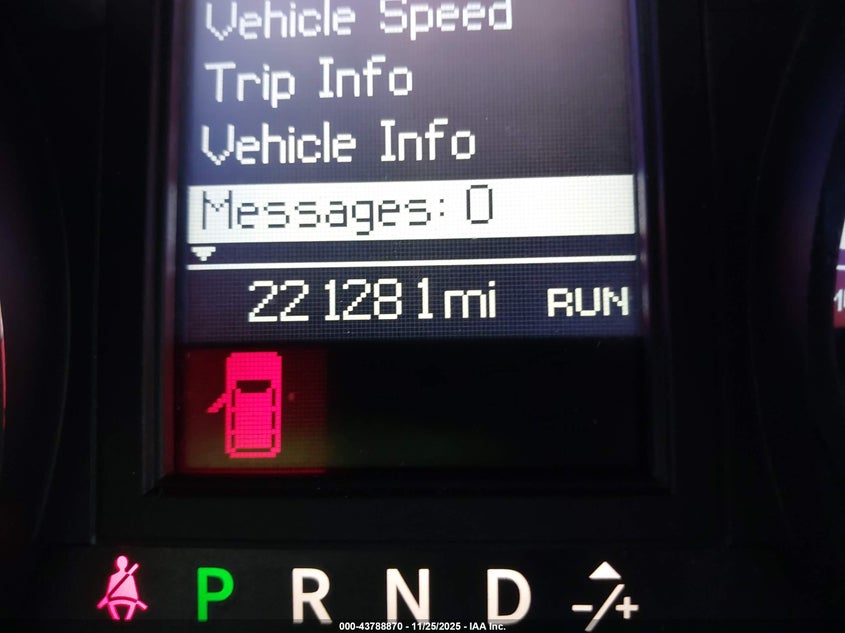 Vehicle Speed
Trip Info
Vehicle Info
Messages: 0
221281mi RUN
P R N D -/+
000-43788870 - 11/25/2025 - IAA Inc.